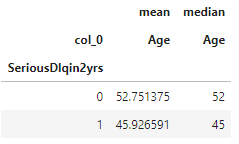 mean median
col_0 Age Age
SeriousDlqin2yrs
0 52.751375 52
1 45.926591 45